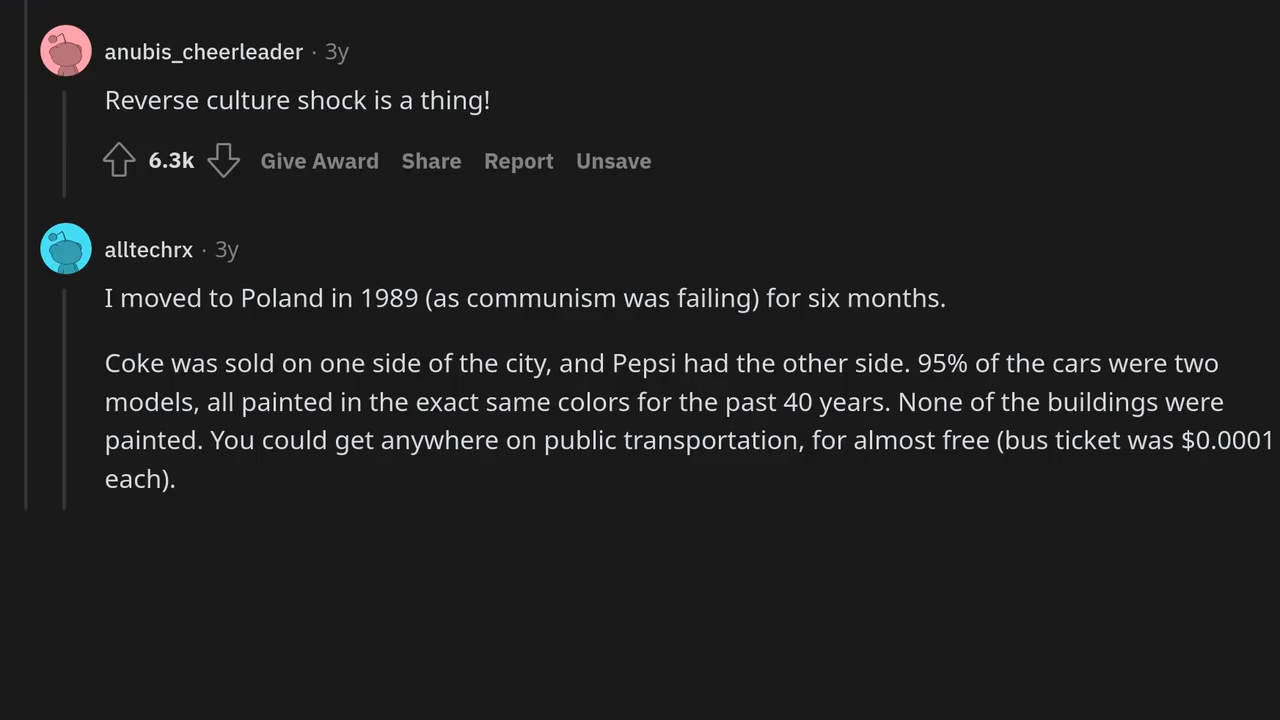 anubis_cheerleader · 3y
Reverse culture shock is a thing!
6.3k Give Award Share Report Unsave
alltechrx · 3y
I moved to Poland in 1989 (as communism was failing) for six months.
Coke was sold on one side of the city, and Pepsi had the other side. 95% of the cars were two
models, all painted in the exact same colors for the past 40 years. None of the buildings were
painted. You could get anywhere on public transportation, for almost free (bus ticket was $0.0001
each).